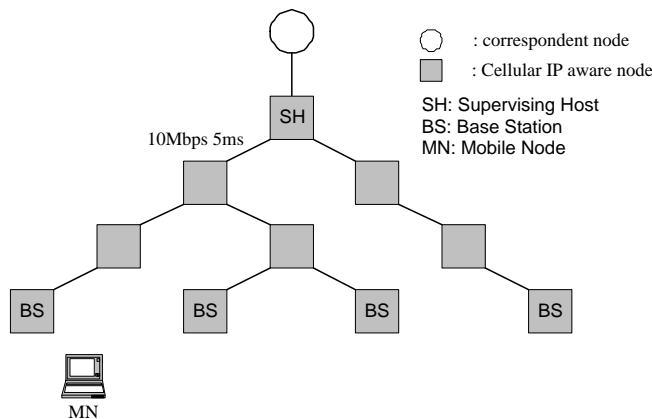 : correspondent node
: Cellular IP aware node
SH
SH: Supervising Host
BS: Base Station
MN: Mobile Node
10Mbps 5ms
BS
BS
BS
BS
MN